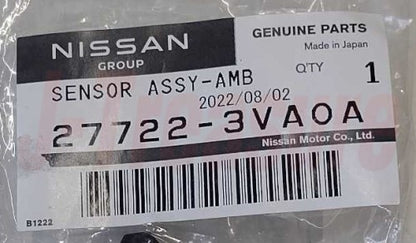 NISSAN
GROUP
GENUINE PARTS
Made in Japan
SENSOR ASSY-AMB
Q'TY 1
2022/08/02
27722-3VA0A
Nissan Motor Co., Ltd.
B1222